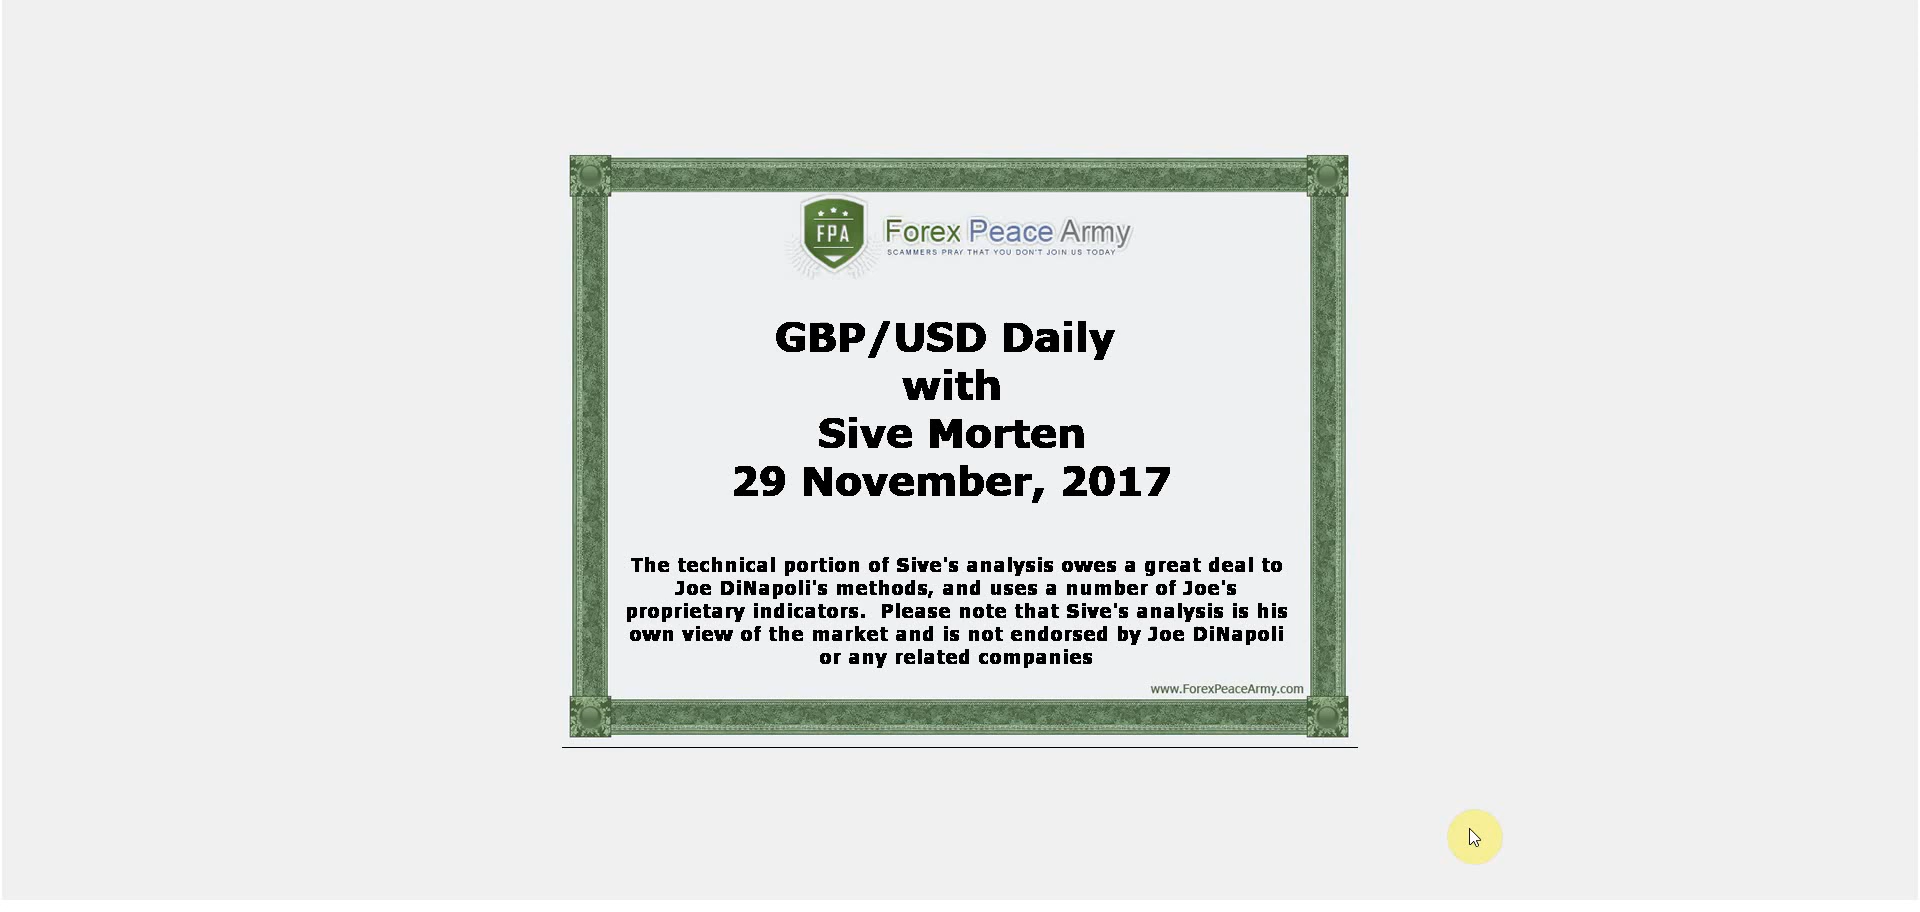 FPA
Forex Peace Army
SCAMMERS PRAY THAT YOU DON'T JOIN US TODAY
GBP/USD Daily
with
Sive Morten
29 November, 2017
The technical portion of Sive's analysis owes a great deal to
Joe DiNapoli's methods, and uses a number of Joe's
proprietary indicators.  Please note that Sive's analysis is his
own view of the market and is not endorsed by Joe DiNapoli
or any related companies
www.ForexPeaceArmy.com